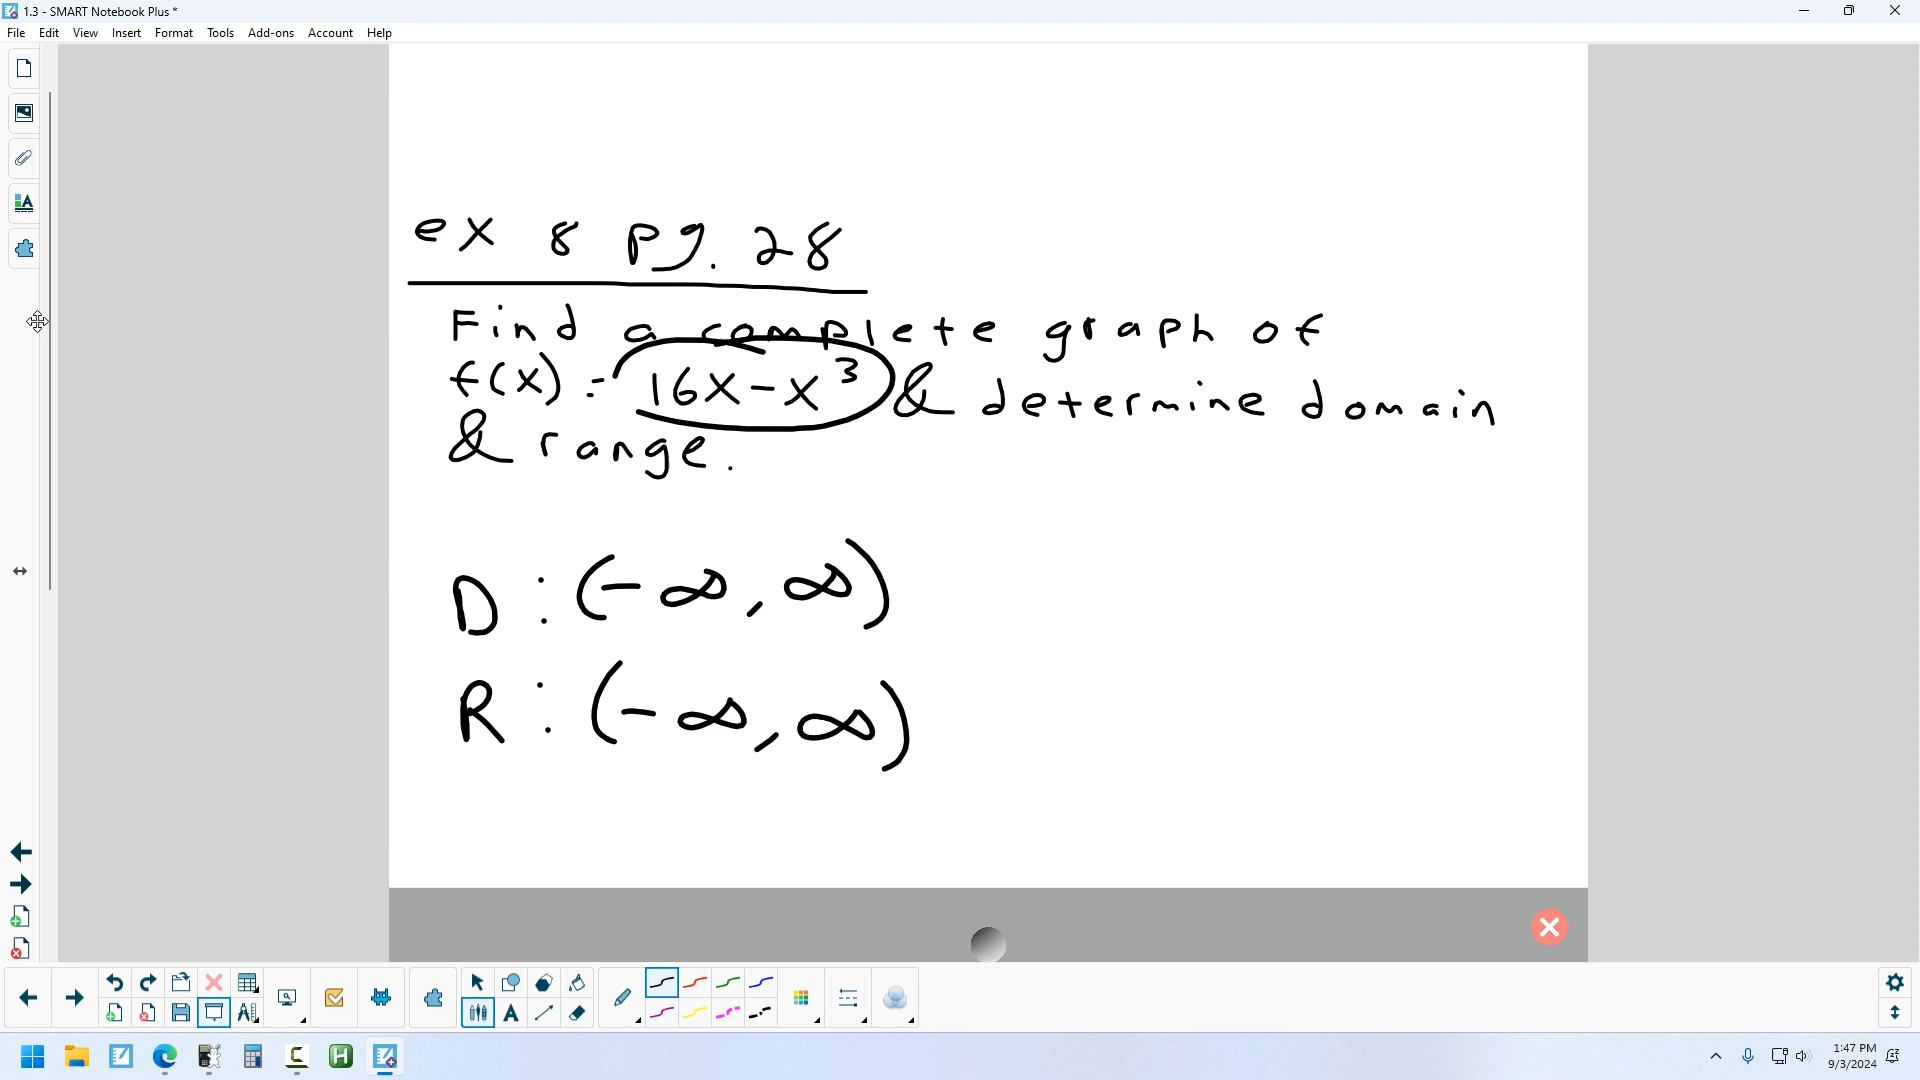 1.3 - SMART Notebook Plus *
File Edit View Insert Format Tools Add-ons Account Help
ex 8 pg. 28
Find a complete graph of
f(x) = 16x-x³ & determine domain
& range.
D : (-∞, ∞)
R : (-∞, ∞)
1:47 PM
9/3/2024